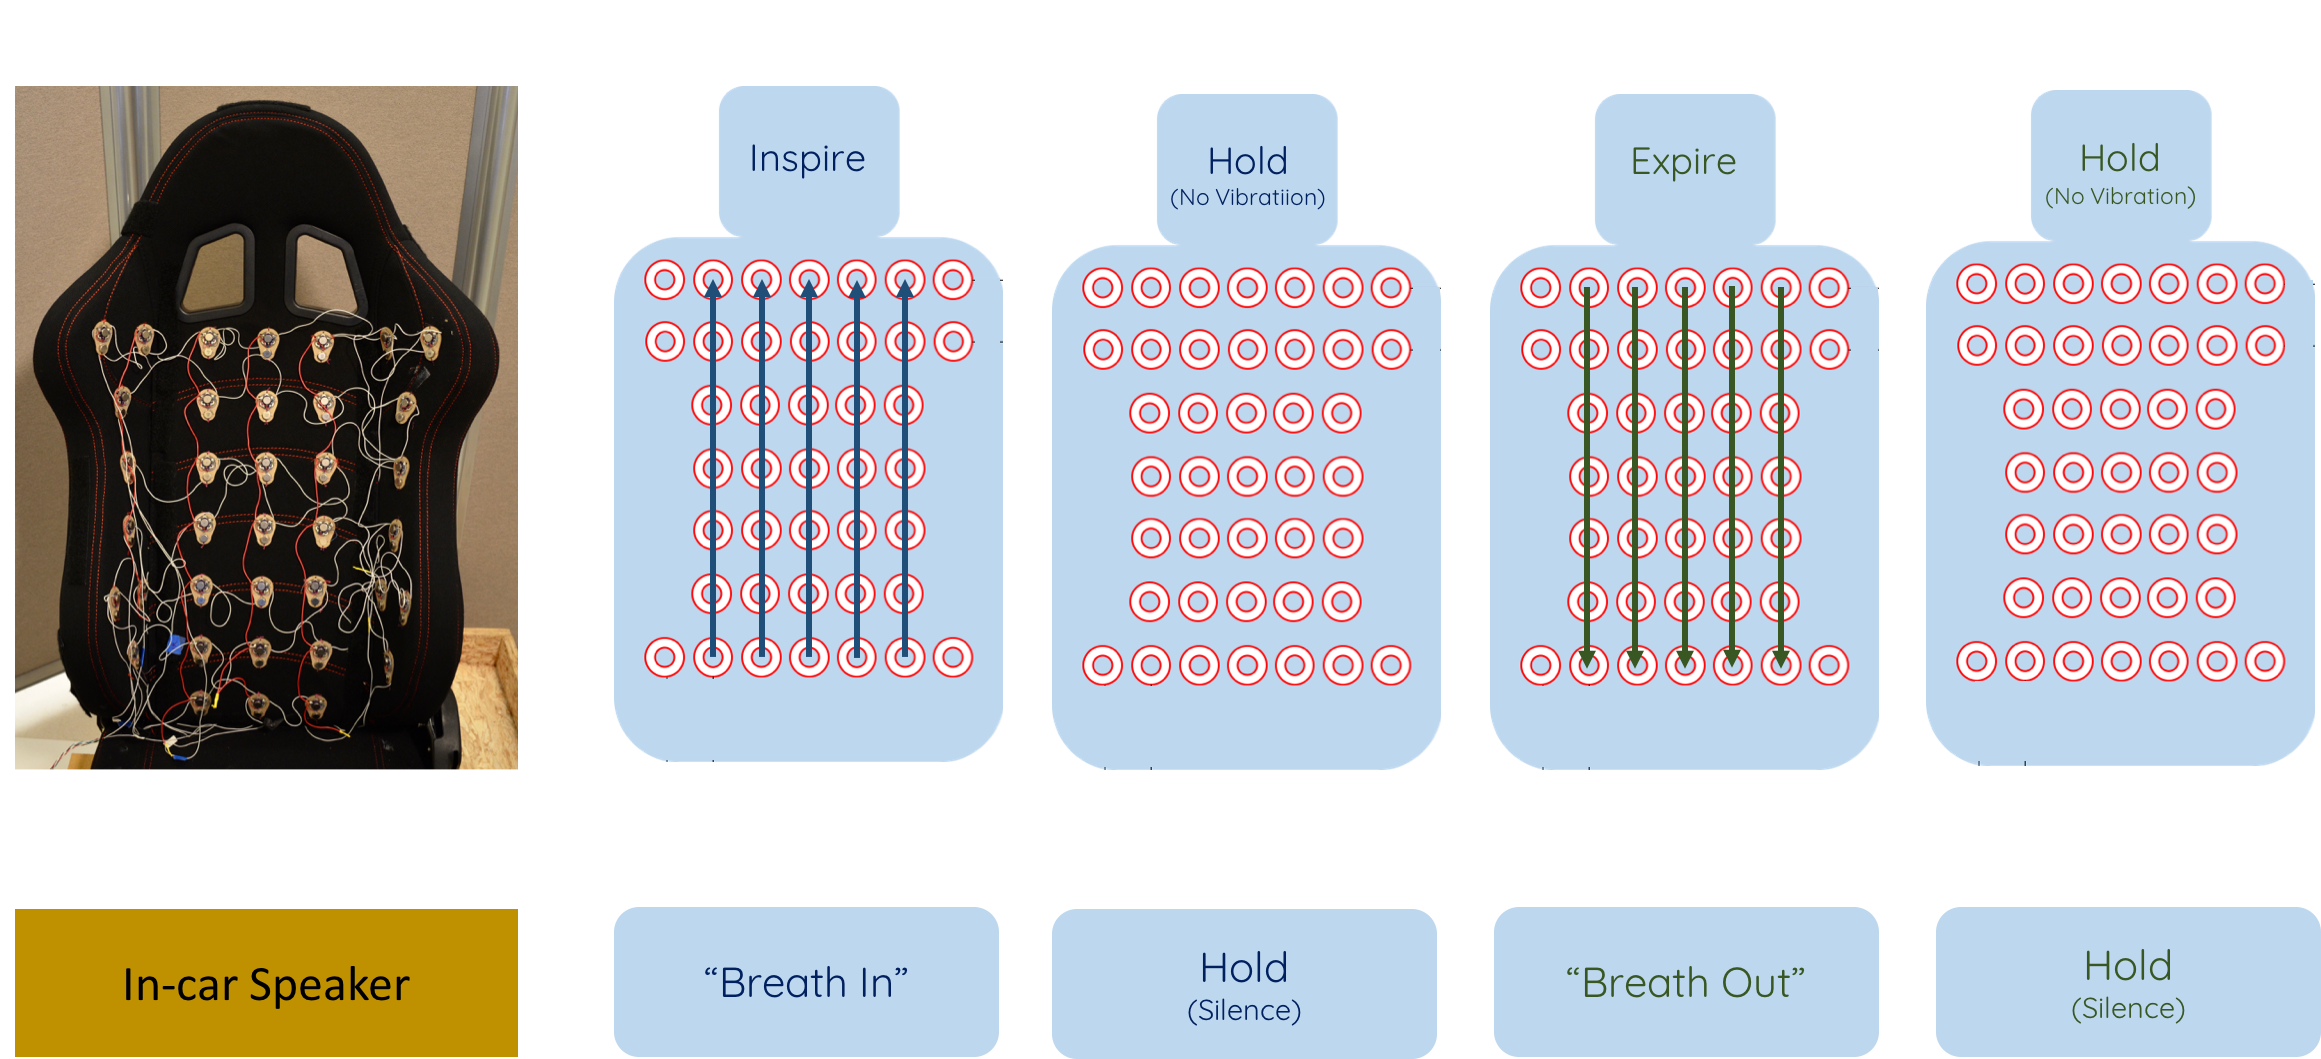 Inspire
Hold
(No Vibratiion)
Expire
Hold
(No Vibration)
In-car Speaker
“Breath In”
Hold
(Silence)
“Breath Out”
Hold
(Silence)